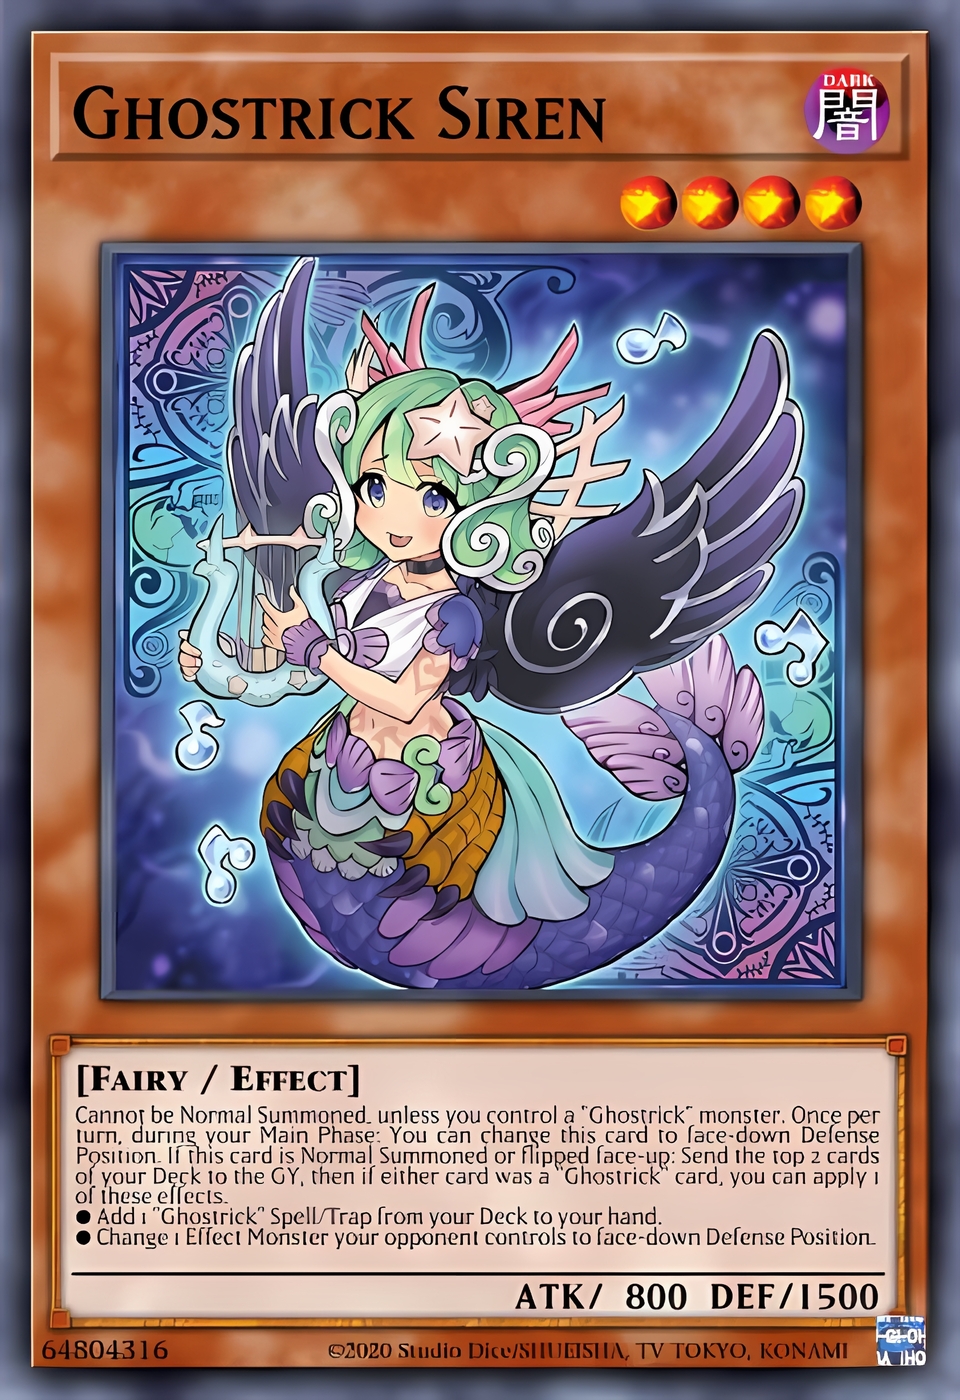 Ghostrick Siren
DARK
闇
[Fairy / Effect]
Cannot be Normal Summoned, unless you control a "Ghostrick" monster. Once per
turn, during your Main Phase: You can change this card to face-down Defense
Position. If this card is Normal Summoned or flipped face-up: Send the top 2 cards
of your Deck to the GY, then if either card was a "Ghostrick" card, you can apply 1
of these effects.
● Add 1 "Ghostrick" Spell/Trap from your Deck to your hand.
● Change 1 Effect Monster your opponent controls to face-down Defense Position.
ATK/ 800 DEF/1500
64804316
©2020 Studio Dice/SHUEISHA, TV TOKYO, KONAMI